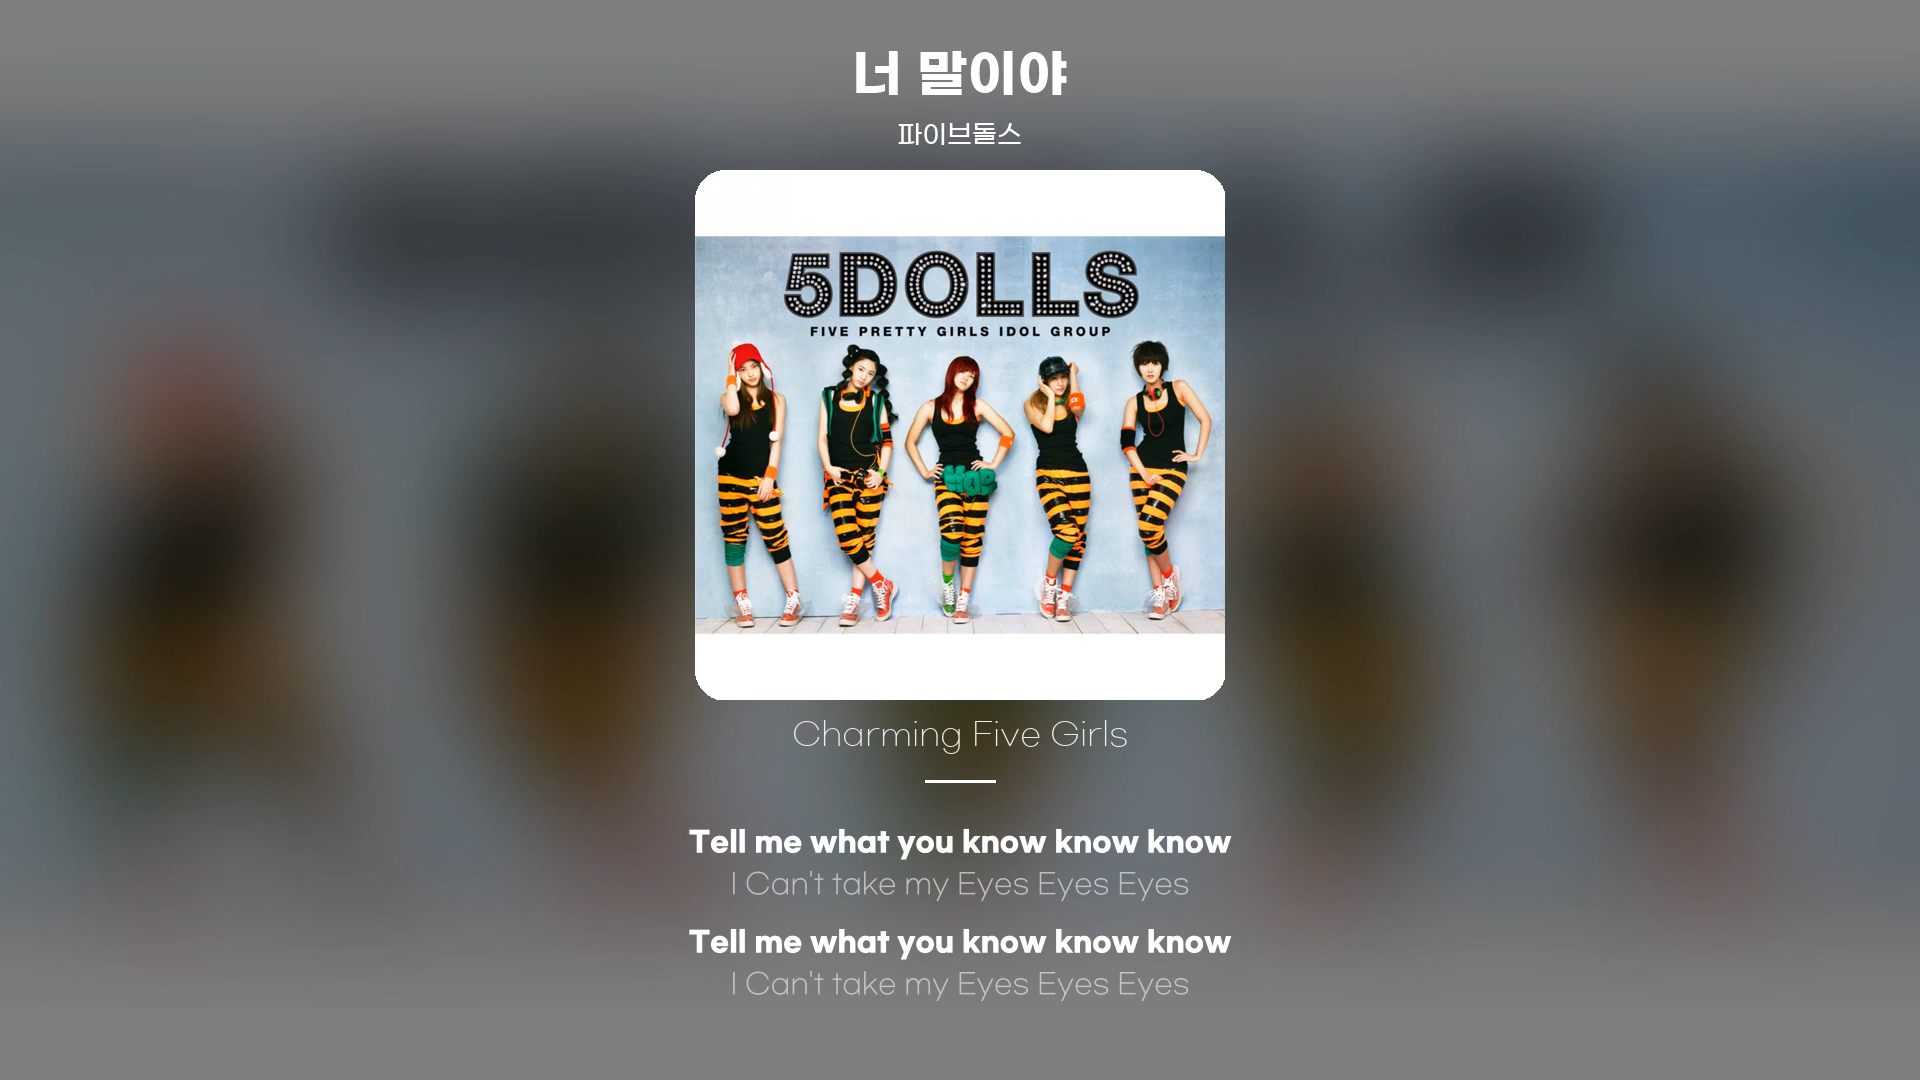 너 말이야
파이브돌스
5DOLLS
FIVE PRETTY GIRLS IDOL GROUP
Charming Five Girls
Tell me what you know know know
I Can't take my Eyes Eyes Eyes
Tell me what you know know know
I Can't take my Eyes Eyes Eyes